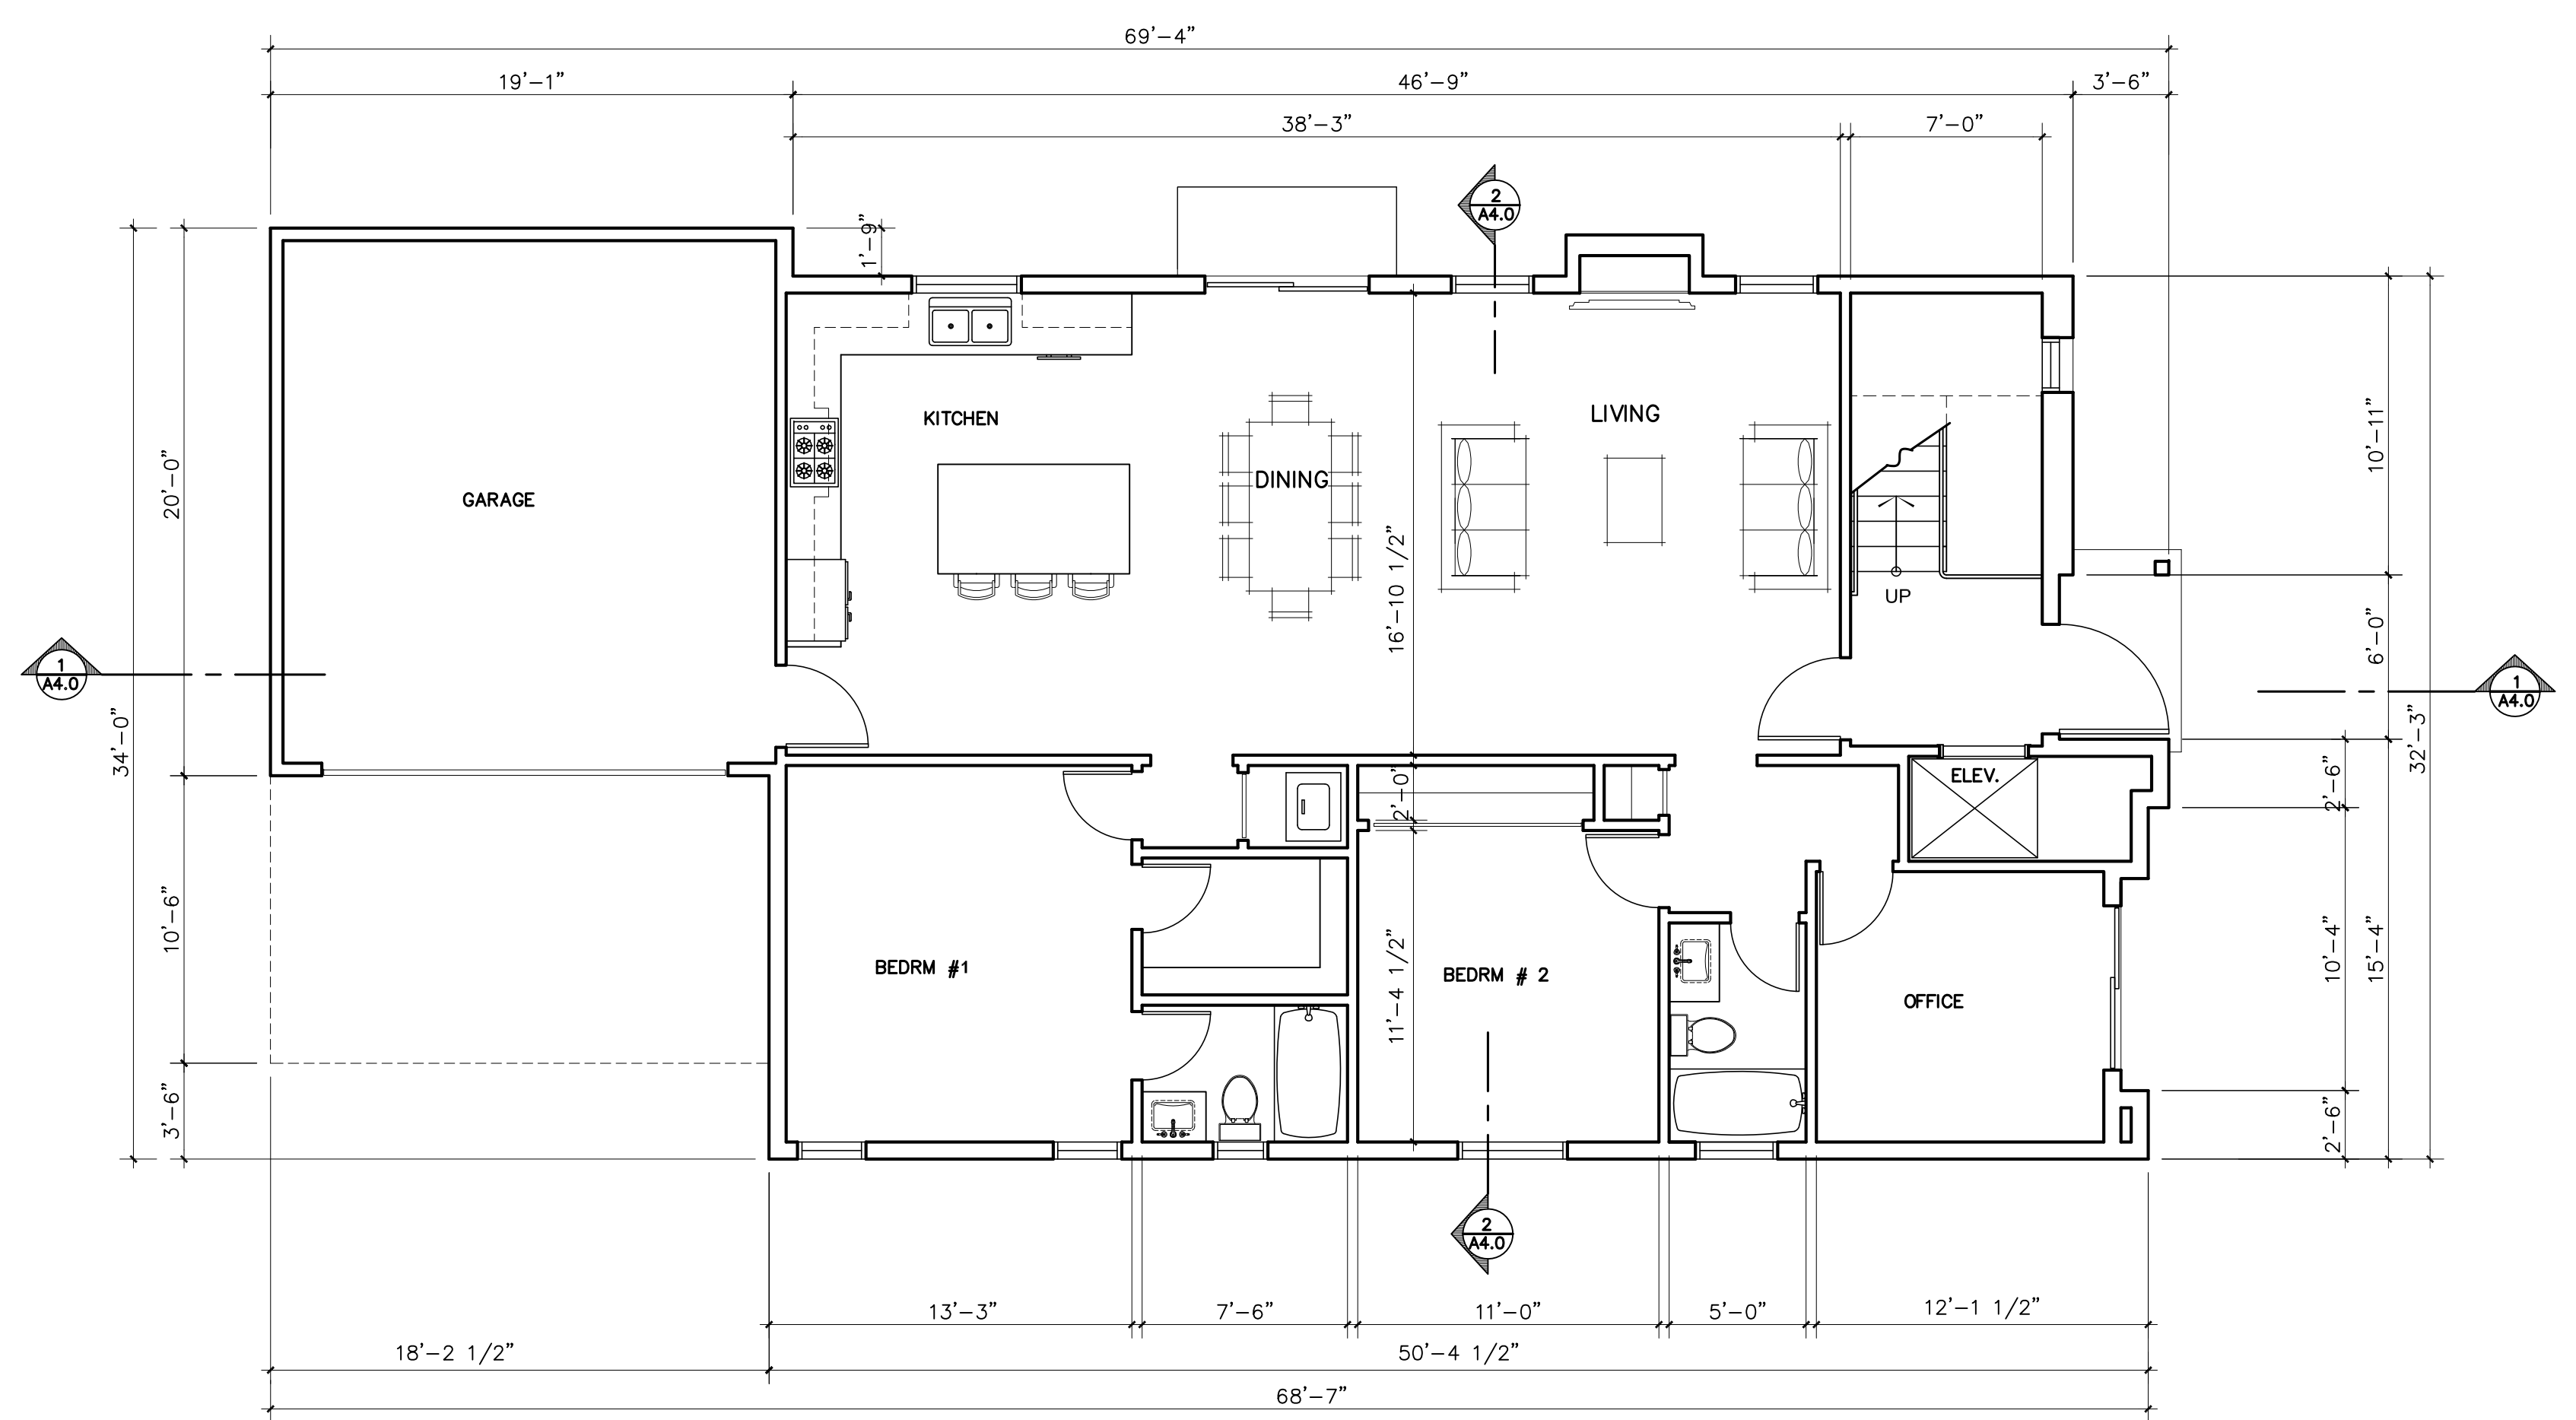 69'-4"
19'-1"
46'-9"
3'-6"
38'-3"
7'-0"
2
A4.0
1'-9"
KITCHEN
LIVING
DINING
GARAGE
20'-0"
10'-11"
16'-10 1/2"
UP
6'-0"
1
A4.0
1
A4.0
34'-0"
32'-3"
ELEV.
2'-0"
2'-6"
10'-6"
11'-4 1/2"
10'-4"
15'-4"
BEDRM #1
BEDRM # 2
OFFICE
3'-6"
2'-6"
2
A4.0
13'-3"
7'-6"
11'-0"
5'-0"
12'-1 1/2"
18'-2 1/2"
50'-4 1/2"
68'-7"